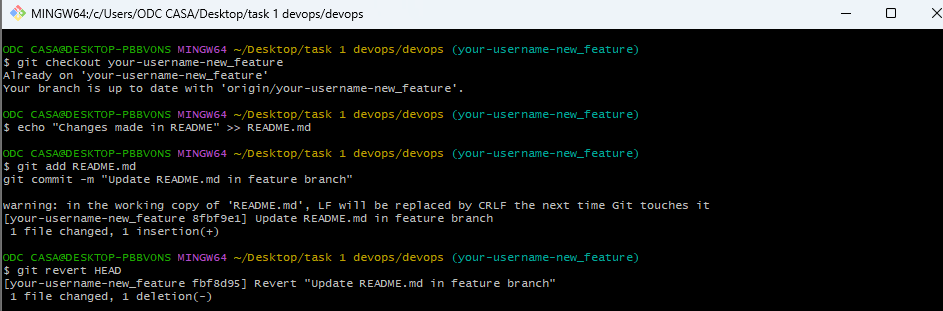 MINGW64:/c/Users/ODC CASA/Desktop/task 1 devops/devops
ODC CASA@DESKTOP-PBBVONS MINGW64 ~/Desktop/task 1 devops/devops (your-username-new_feature)
$ git checkout your-username-new_feature
Already on 'your-username-new_feature'
Your branch is up to date with 'origin/your-username-new_feature'.
ODC CASA@DESKTOP-PBBVONS MINGW64 ~/Desktop/task 1 devops/devops (your-username-new_feature)
$ echo "Changes made in README" >> README.md
ODC CASA@DESKTOP-PBBVONS MINGW64 ~/Desktop/task 1 devops/devops (your-username-new_feature)
$ git add README.md
git commit -m "Update README.md in feature branch"
warning: in the working copy of 'README.md', LF will be replaced by CRLF the next time Git touches it
[your-username-new_feature 8fbf9e1] Update README.md in feature branch
1 file changed, 1 insertion(+)
ODC CASA@DESKTOP-PBBVONS MINGW64 ~/Desktop/task 1 devops/devops (your-username-new_feature)
$ git revert HEAD
[your-username-new_feature fbf8d95] Revert "Update README.md in feature branch"
1 file changed, 1 deletion(-)